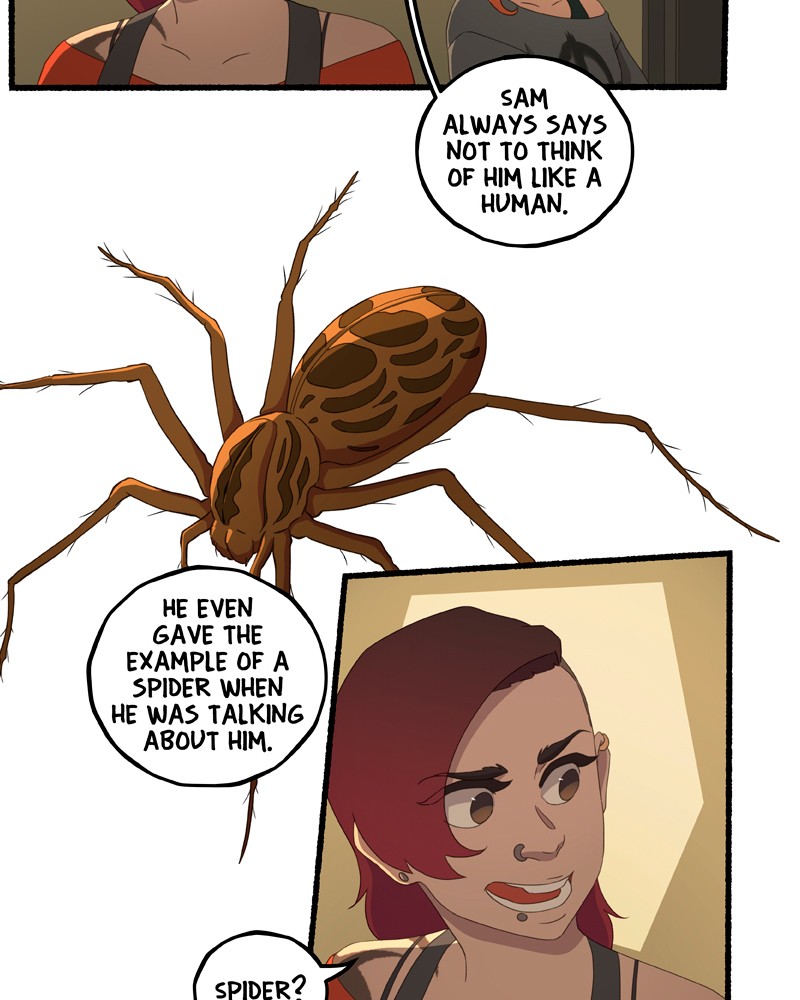 SAM
ALWAYS SAYS
NOT TO THINK
OF HIM LIKE A
HUMAN.
HE EVEN
GAVE THE
EXAMPLE OF A
SPIDER WHEN
HE WAS TALKING
ABOUT HIM.
SPIDER?